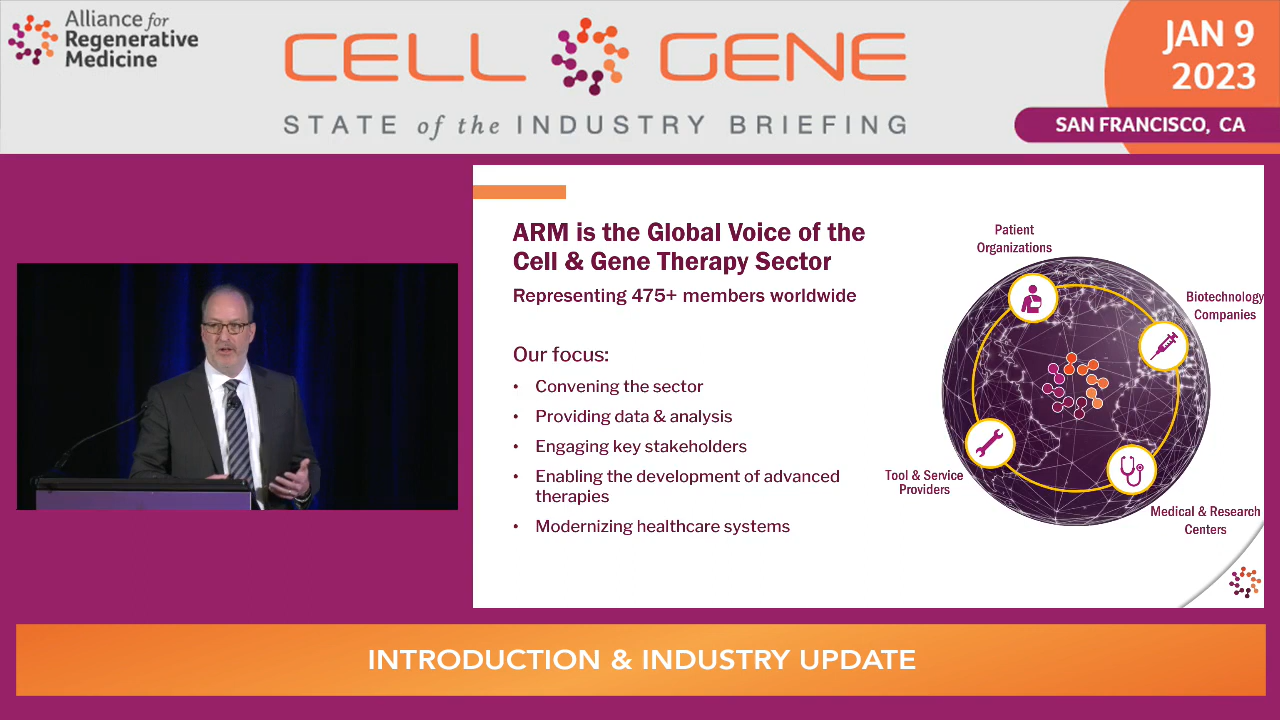 Alliance for
Regenerative
Medicine
CELL GENE
STATE of the INDUSTRY BRIEFING
JAN 9
2023
SAN FRANCISCO, CA
ARM is the Global Voice of the
Cell & Gene Therapy Sector
Representing 475+ members worldwide
Our focus:
• Convening the sector
• Providing data & analysis
• Engaging key stakeholders
• Enabling the development of advanced
therapies
• Modernizing healthcare systems
Patient
Organizations
Biotechnology
Companies
Tool & Service
Providers
Medical & Research
Centers
INTRODUCTION & INDUSTRY UPDATE